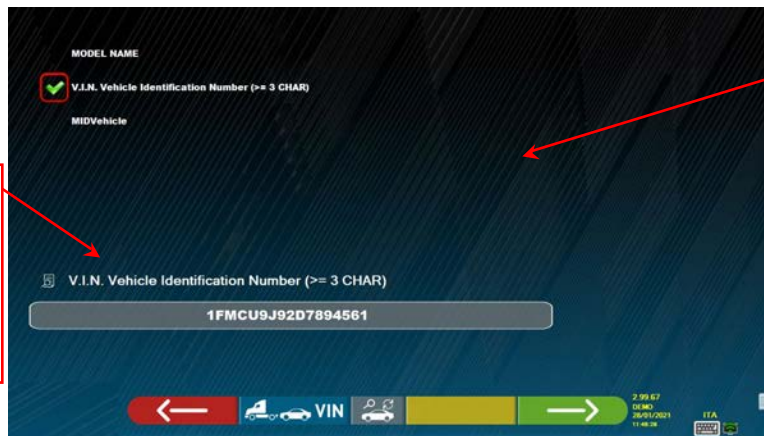 MODEL NAME
V.I.N. Vehicle Identification Number (>= 3 CHAR)
MIDVehicle
V.I.N. Vehicle Identification Number (>= 3 CHAR)
1FMCU9J92D7894561
VIN
2.99.67
DEMO
28/01/2021
ITA
11:48:28